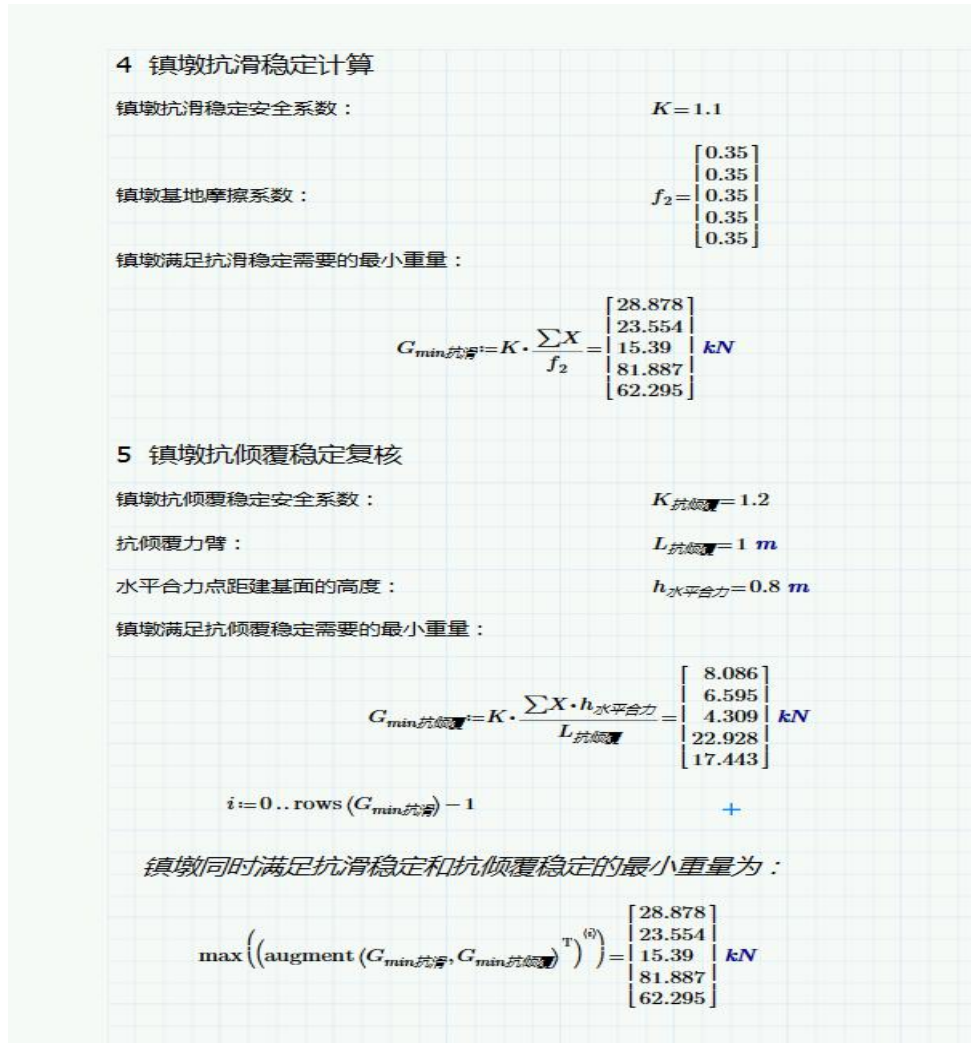 4 镇墩抗滑稳定计算
镇墩抗滑稳定安全系数： K=1.1
镇墩基地摩擦系数： f₂=[0.35 0.35 0.35 0.35 0.35]
镇墩满足抗滑稳定需要的最小重量：
G_min抗滑:=K·∑X/f₂=[28.878 23.554 15.39 81.887 62.295] kN
5 镇墩抗倾覆稳定复核
镇墩抗倾覆稳定安全系数： K_抗倾覆=1.2
抗倾覆力臂： L_抗倾覆=1 m
水平合力点距建基面的高度： h_水平合力=0.8 m
镇墩满足抗倾覆稳定需要的最小重量：
G_min抗倾覆:=K·∑X·h_水平合力/L_抗倾覆=[8.086 6.595 4.309 22.928 17.443] kN
i:=0..rows(G_min抗滑)-1
镇墩同时满足抗滑稳定和抗倾覆稳定的最小重量为：
max((augment(G_min抗滑,G_min抗倾覆)^T)^⟨i⟩)=[28.878 23.554 15.39 81.887 62.295] kN